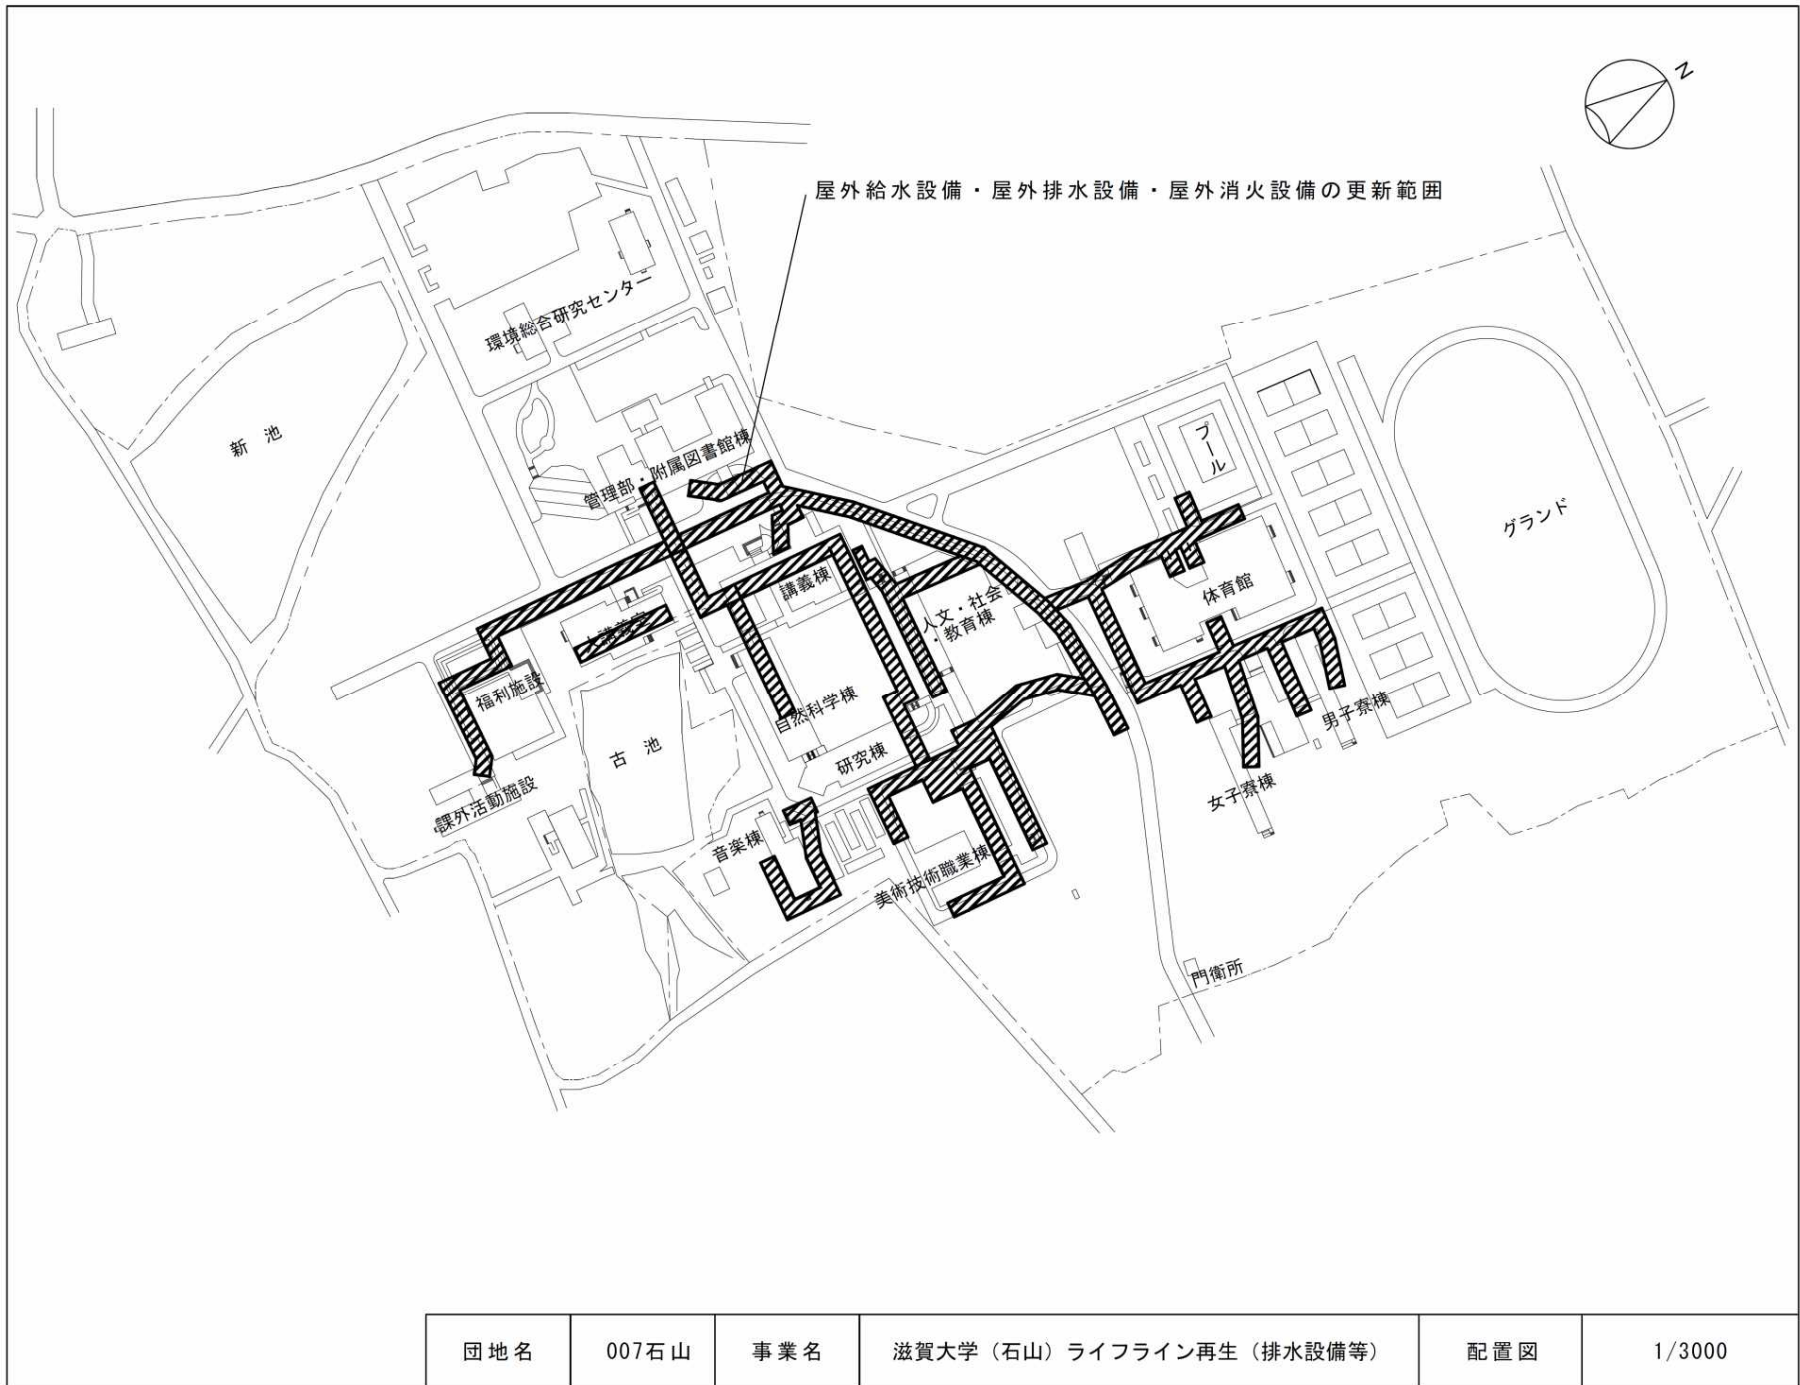 N
屋外給水設備・屋外排水設備・屋外消火設備の更新範囲
環境総合研究センター
新池
管理部・附属図書館棟
プール
グランド
講義棟
体育館
人文・社会
・教育棟
大講義室
福利施設
自然科学棟
男子寮棟
古池
研究棟
女子寮棟
課外活動施設
音楽棟
美術技術職業棟
門衛所
団地名 007石山 事業名 滋賀大学（石山）ライフライン再生（排水設備等） 配置図 1/3000